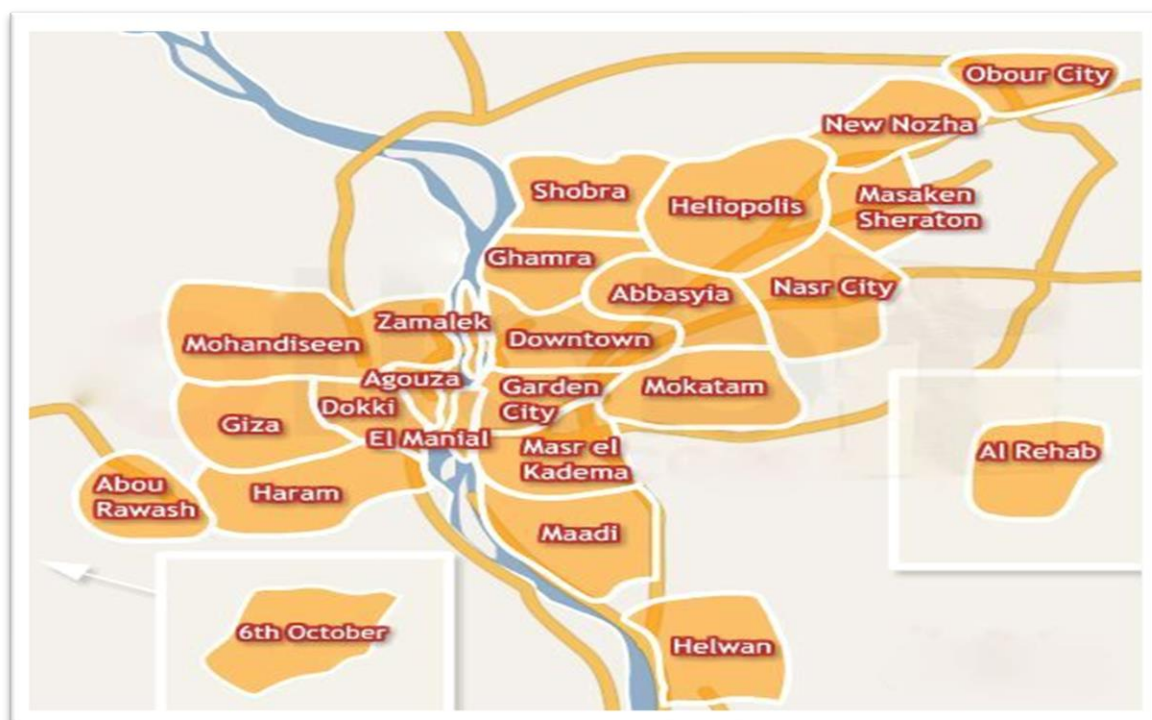 Obour City
New Nozha
Shobra
Heliopolis
Masaken
Sheraton
Ghamra
Abbasyia
Nasr City
Zamalek
Mohandiseen
Downtown
Agouza
Garden
City
Mokatam
Dokki
Giza
El Manial
Masr el
Kadema
Al Rehab
Abou
Rawash
Haram
Maadi
6th October
Helwan